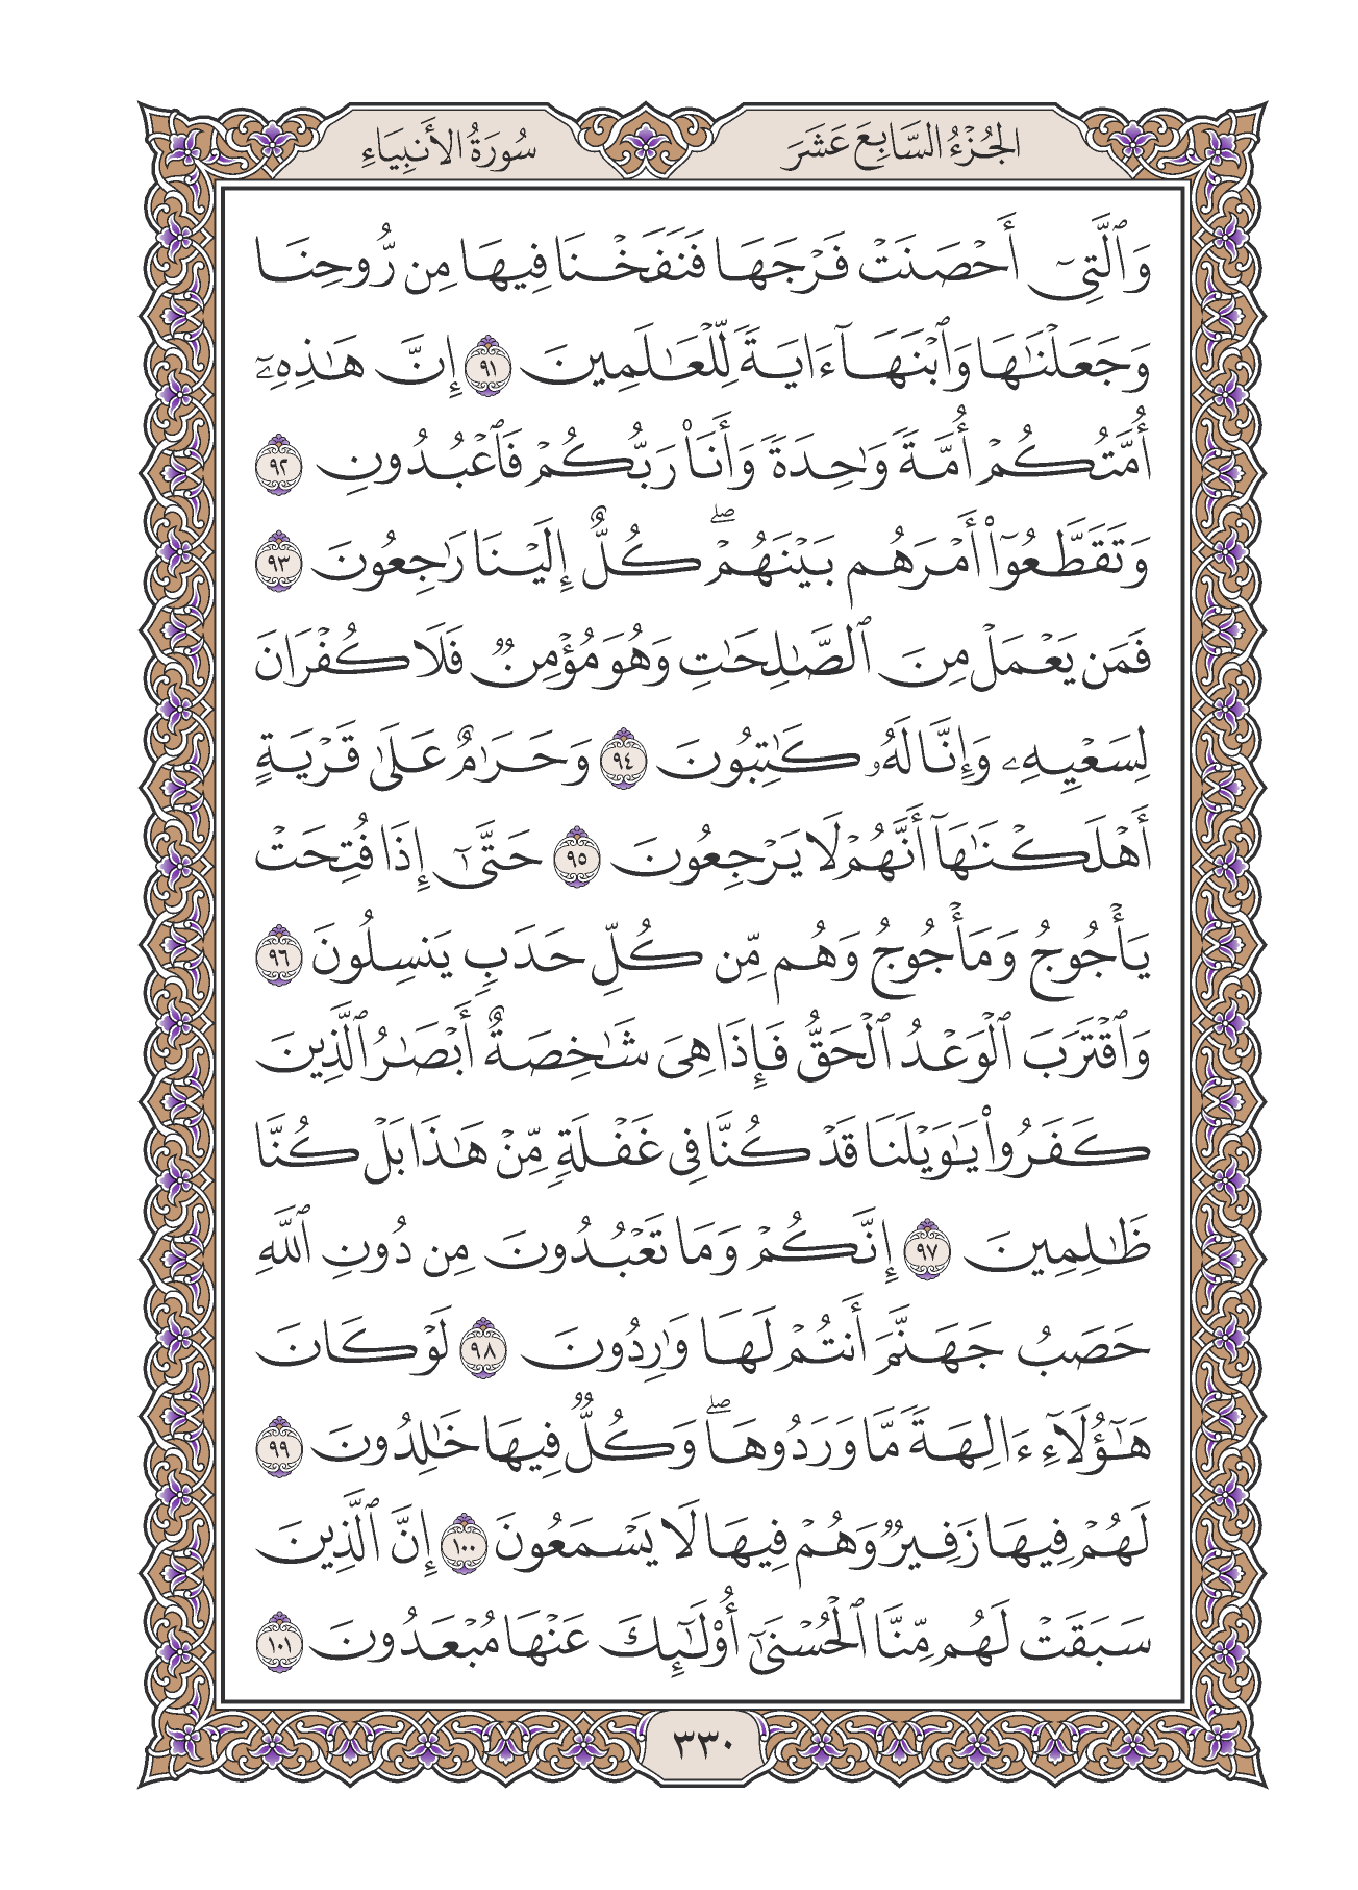 الجُزْءُ السَّابِعَ عَشَرَ
سُورَةُ الأَنبِيَاءِ
وَٱلَّتِىٓ أَحْصَنَتْ فَرْجَهَا فَنَفَخْنَا فِيهَا مِن رُّوحِنَا
وَجَعَلْنَٰهَا وَٱبْنَهَآ ءَايَةً لِّلْعَٰلَمِينَ ٩١ إِنَّ هَٰذِهِۦٓ
أُمَّتُكُمْ أُمَّةً وَٰحِدَةً وَأَنَا۠ رَبُّكُمْ فَٱعْبُدُونِ ٩٢
وَتَقَطَّعُوٓا۟ أَمْرَهُم بَيْنَهُمْ ۖ كُلٌّ إِلَيْنَا رَٰجِعُونَ ٩٣
فَمَن يَعْمَلْ مِنَ ٱلصَّٰلِحَٰتِ وَهُوَ مُؤْمِنٌ فَلَا كُفْرَانَ
لِسَعْيِهِۦ وَإِنَّا لَهُۥ كَٰتِبُونَ ٩٤ وَحَرَٰمٌ عَلَىٰ قَرْيَةٍ
أَهْلَكْنَٰهَآ أَنَّهُمْ لَا يَرْجِعُونَ ٩٥ حَتَّىٰٓ إِذَا فُتِحَتْ
يَأْجُوجُ وَمَأْجُوجُ وَهُم مِّن كُلِّ حَدَبٍ يَنسِلُونَ ٩٦
وَٱقْتَرَبَ ٱلْوَعْدُ ٱلْحَقُّ فَإِذَا هِىَ شَٰخِصَةٌ أَبْصَٰرُ ٱلَّذِينَ
كَفَرُوا۟ يَٰوَيْلَنَا قَدْ كُنَّا فِى غَفْلَةٍ مِّنْ هَٰذَا بَلْ كُنَّا
ظَٰلِمِينَ ٩٧ إِنَّكُمْ وَمَا تَعْبُدُونَ مِن دُونِ ٱللَّهِ
حَصَبُ جَهَنَّمَ أَنتُمْ لَهَا وَٰرِدُونَ ٩٨ لَوْ كَانَ
هَٰٓؤُلَآءِ ءَالِهَةً مَّا وَرَدُوهَا ۖ وَكُلٌّ فِيهَا خَٰلِدُونَ ٩٩
لَهُمْ فِيهَا زَفِيرٌ وَهُمْ فِيهَا لَا يَسْمَعُونَ ١٠٠ إِنَّ ٱلَّذِينَ
سَبَقَتْ لَهُم مِّنَّا ٱلْحُسْنَىٰٓ أُو۟لَٰٓئِكَ عَنْهَا مُبْعَدُونَ ١٠١
٣٣٠